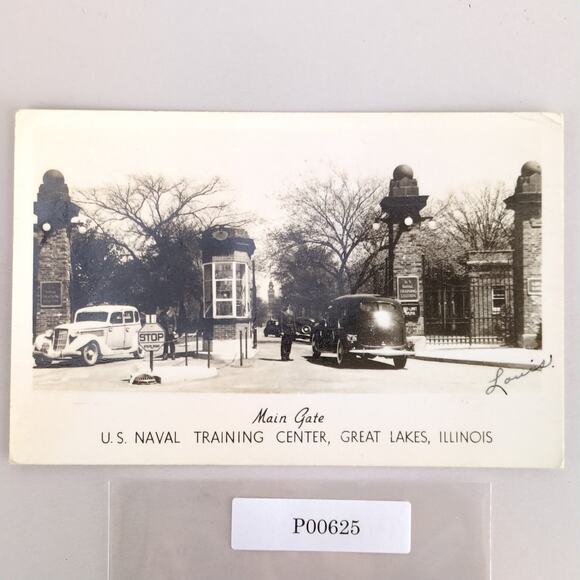 STOP
Louis.
Main Gate
U. S. NAVAL TRAINING CENTER, GREAT LAKES, ILLINOIS
P00625